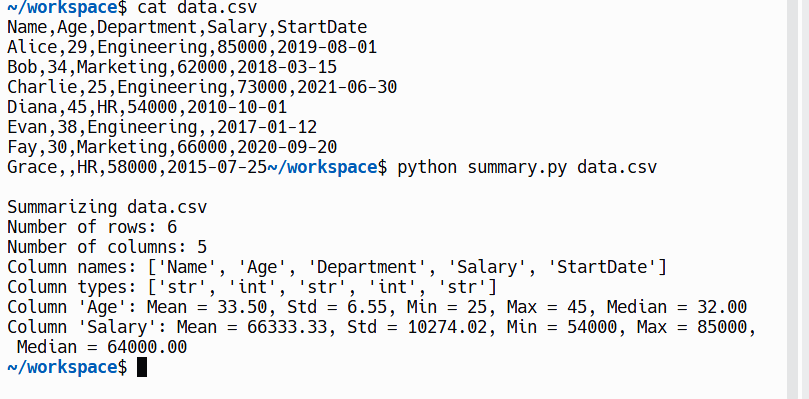 ~/workspace$ cat data.csv
Name,Age,Department,Salary,StartDate
Alice,29,Engineering,85000,2019-08-01
Bob,34,Marketing,62000,2018-03-15
Charlie,25,Engineering,73000,2021-06-30
Diana,45,HR,54000,2010-10-01
Evan,38,Engineering,,2017-01-12
Fay,30,Marketing,66000,2020-09-20
Grace,,HR,58000,2015-07-25~/workspace$ python summary.py data.csv
Summarizing data.csv
Number of rows: 6
Number of columns: 5
Column names: ['Name', 'Age', 'Department', 'Salary', 'StartDate']
Column types: ['str', 'int', 'str', 'int', 'str']
Column 'Age': Mean = 33.50, Std = 6.55, Min = 25, Max = 45, Median = 32.00
Column 'Salary': Mean = 66333.33, Std = 10274.02, Min = 54000, Max = 85000,
Median = 64000.00
~/workspace$